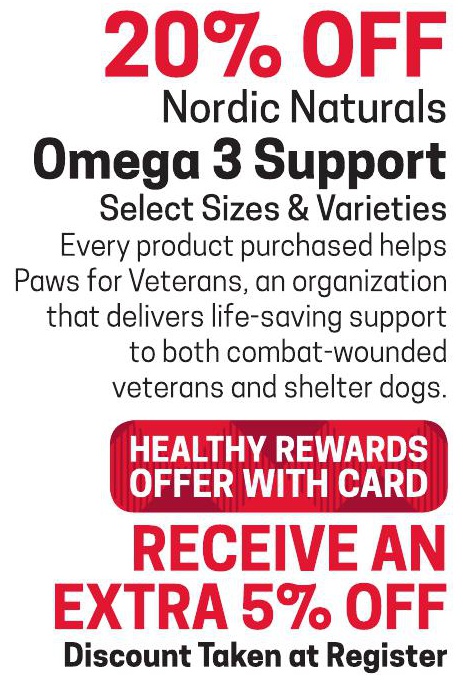 20% OFF
Nordic Naturals
Omega 3 Support
Select Sizes & Varieties
Every product purchased helps
Paws for Veterans, an organization
that delivers life-saving support
to both combat-wounded
veterans and shelter dogs.
HEALTHY REWARDS
OFFER WITH CARD
RECEIVE AN
EXTRA 5% OFF
Discount Taken at Register